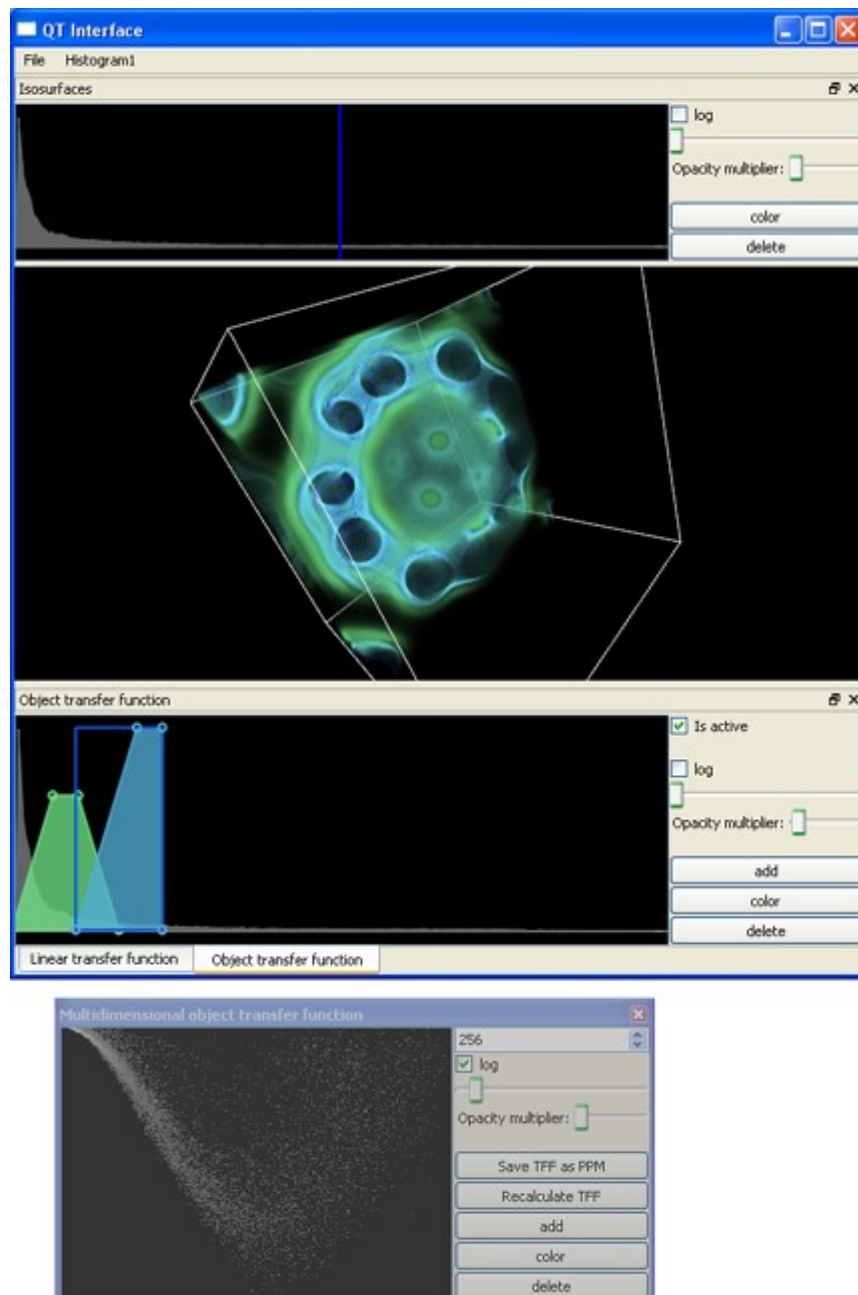 QT Interface
File Histogram1
Isosurfaces
log
Opacity multiplier:
color
delete
Object transfer function
Is active
log
Opacity multiplier:
add
color
delete
Linear transfer function Object transfer function
Multidimensional object transfer function
256
log
Opacity multiplier:
Save TFF as PPM
Recalculate TFF
add
color
delete